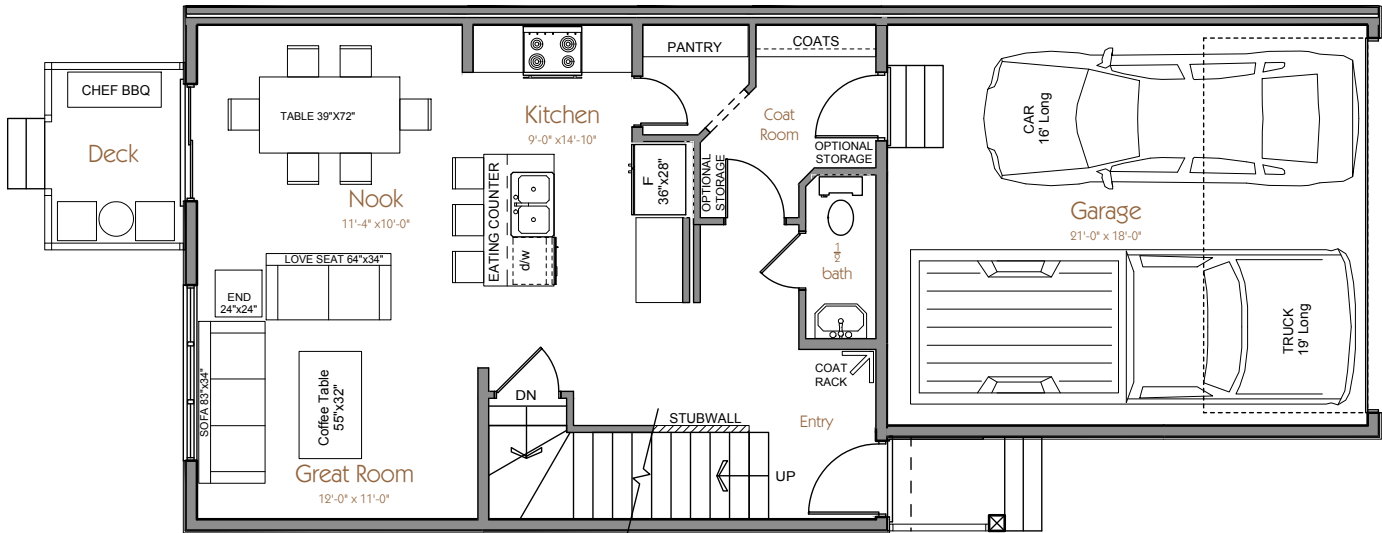 PANTRY
COATS
CHEF BBQ
Deck
TABLE 39"X72"
Kitchen
9'-0" x14'-10"
Coat
Room
CAR
16' Long
OPTIONAL
STORAGE
OPTIONAL
STORAGE
F
36"x28"
Nook
11'-4" x10'-0"
EATING COUNTER
d/w
1/2
bath
Garage
21'-0" x 18'-0"
LOVE SEAT 64"x34"
END
24"x24"
SOFA 83"x34"
Coffee Table
55"x32"
TRUCK
19' Long
COAT
RACK
DN
STUBWALL
Entry
UP
Great Room
12'-0" x 11'-0"